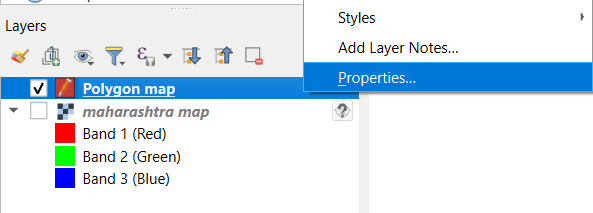 Layers
Styles
Add Layer Notes...
Properties...
Polygon map
maharashtra map
Band 1 (Red)
Band 2 (Green)
Band 3 (Blue)